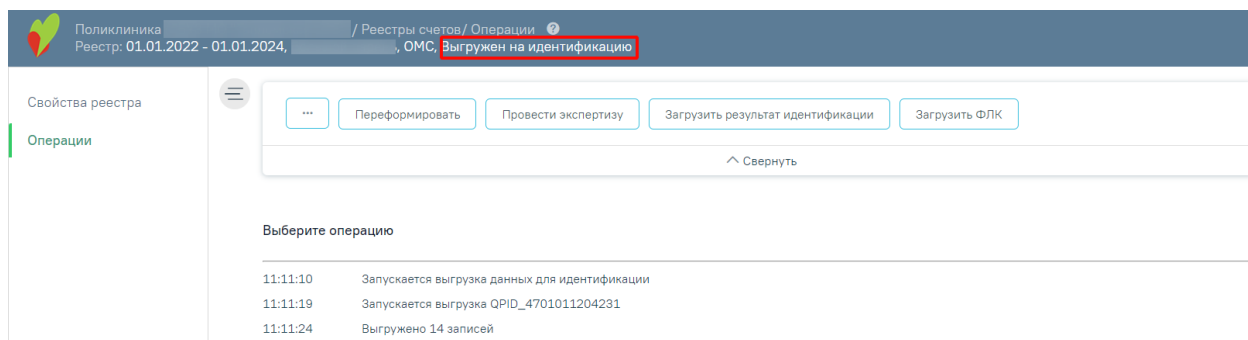 Поликлиника / Реестры счетов/ Операции ?
Реестр: 01.01.2022 - 01.01.2024, , ОМС, Выгружен на идентификацию
Свойства реестра
Операции
... Переформировать Провести экспертизу Загрузить результат идентификации Загрузить ФЛК
Свернуть
Выберите операцию
11:11:10 Запускается выгрузка данных для идентификации
11:11:19 Запускается выгрузка QPID_4701011204231
11:11:24 Выгружено 14 записей